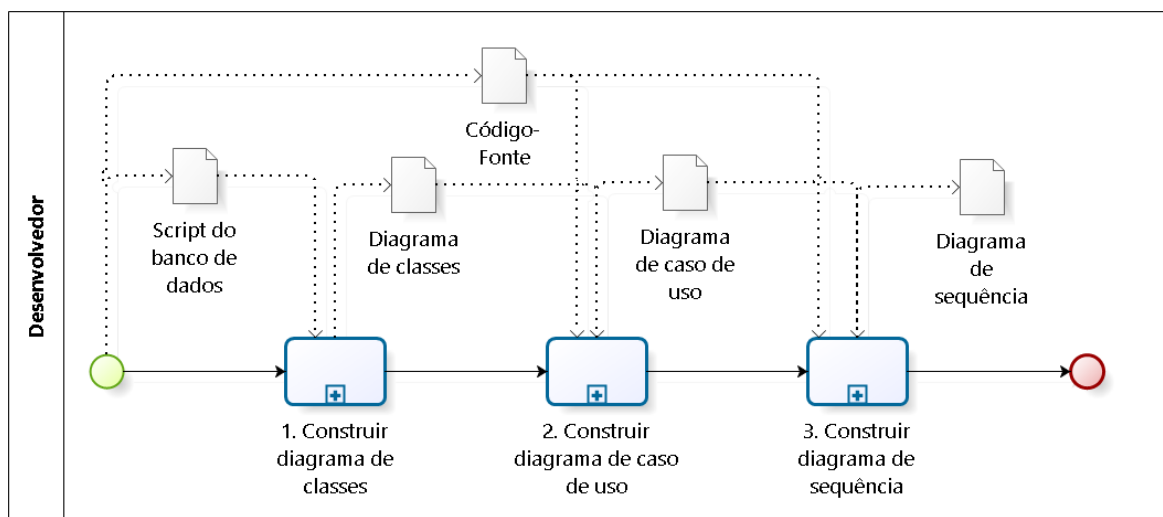 Desenvolvedor
Código-
Fonte
Script do
banco de
dados
Diagrama
de classes
Diagrama
de caso de
uso
Diagrama
de
sequência
1. Construir
diagrama de
classes
2. Construir
diagrama de caso
de uso
3. Construir
diagrama de
sequência